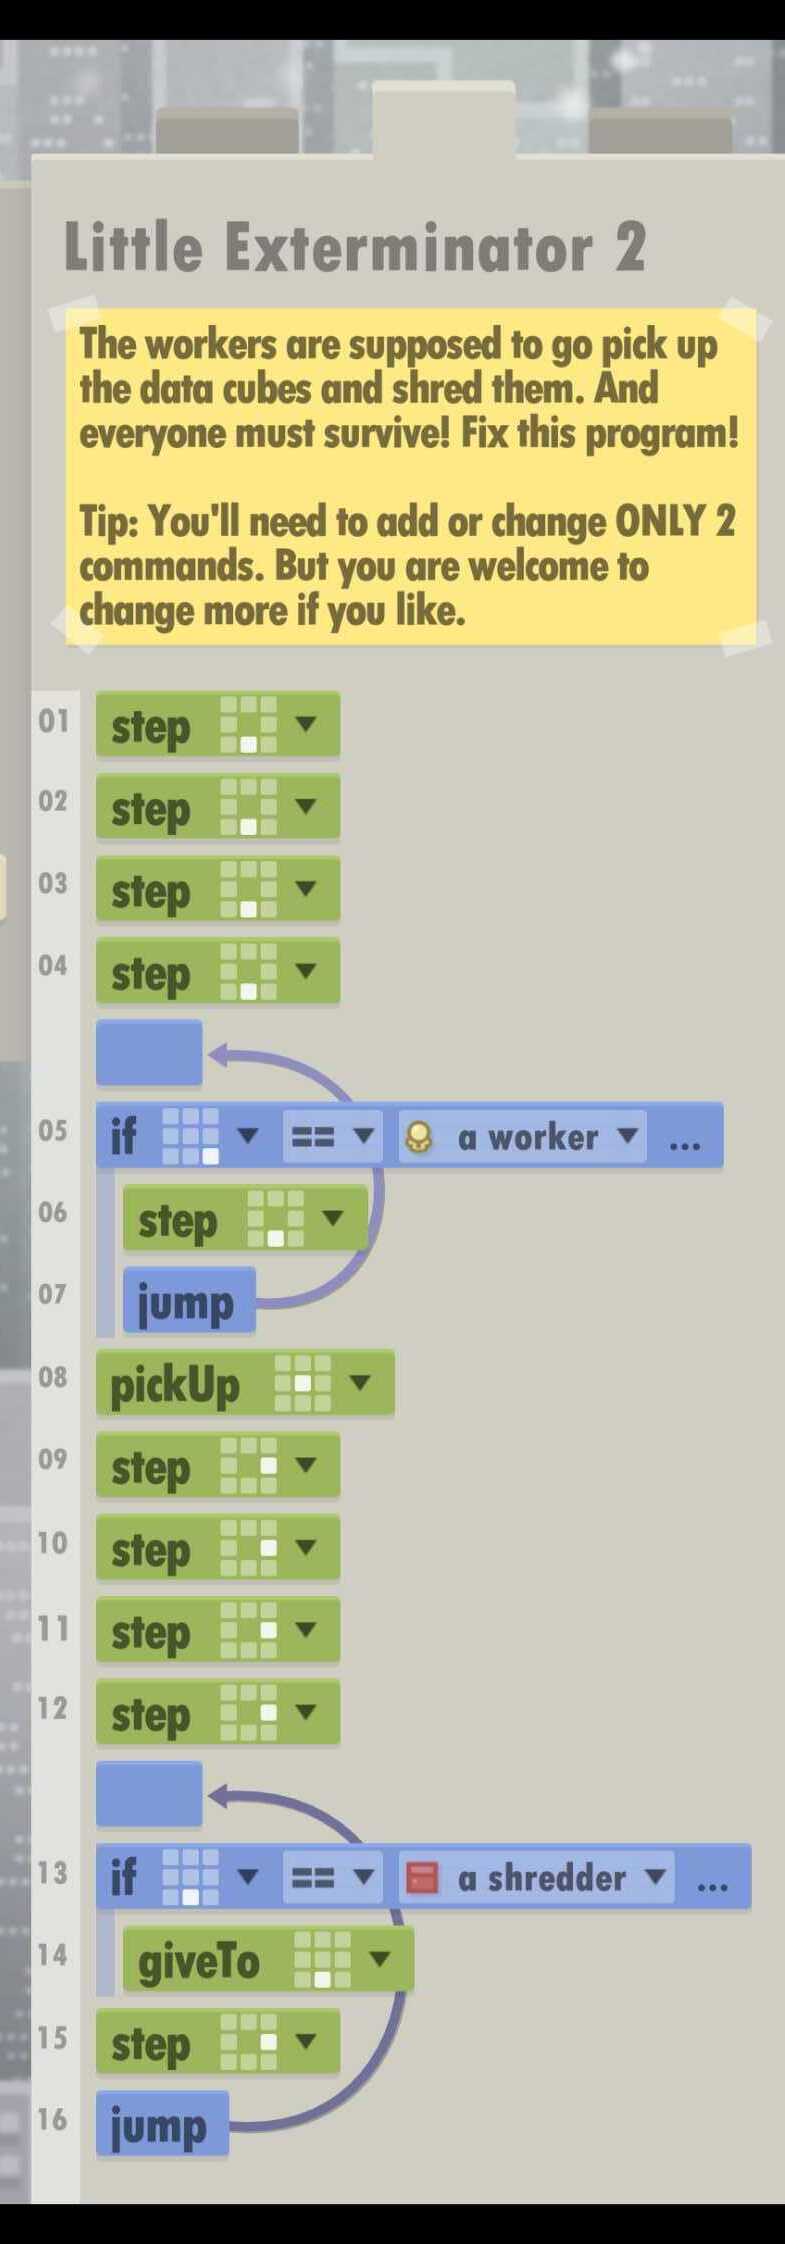 Little Exterminator 2
The workers are supposed to go pick up
the data cubes and shred them. And
everyone must survive! Fix this program!
Tip: You'll need to add or change ONLY 2
commands. But you are welcome to
change more if you like.
01 step
02 step
03 step
04 step
05 if == a worker ...
06 step
07 jump
08 pickUp
09 step
10 step
11 step
12 step
13 if == a shredder ...
14 giveTo
15 step
16 jump